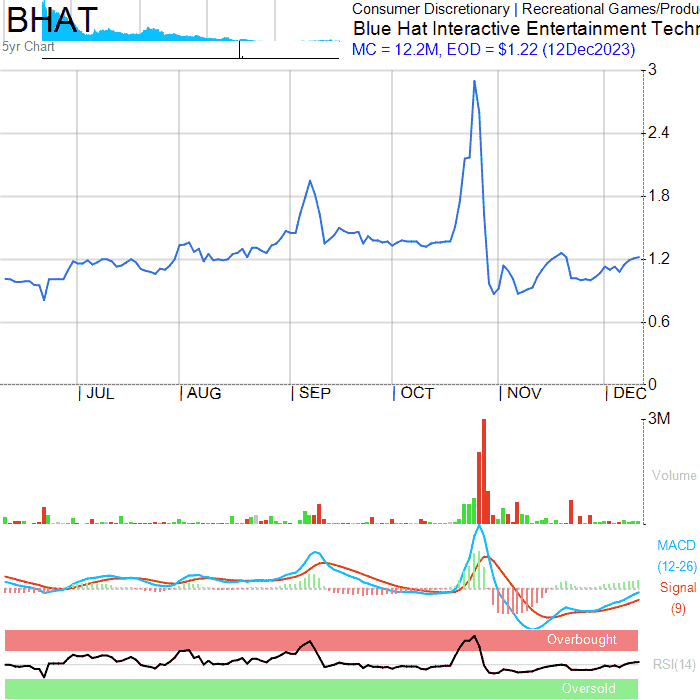 BHAT
Consumer Discretionary | Recreational Games/Produ
Blue Hat Interactive Entertainment Techn
5yr Chart
MC = 12.2M, EOD = $1.22 (12Dec2023)
3
2.4
1.8
1.2
0.6
0
| JUL
| AUG
| SEP
| OCT
| NOV
| DEC
3M
Volume
MACD
(12-26)
Signal
(9)
Overbought
RSI(14)
Oversold